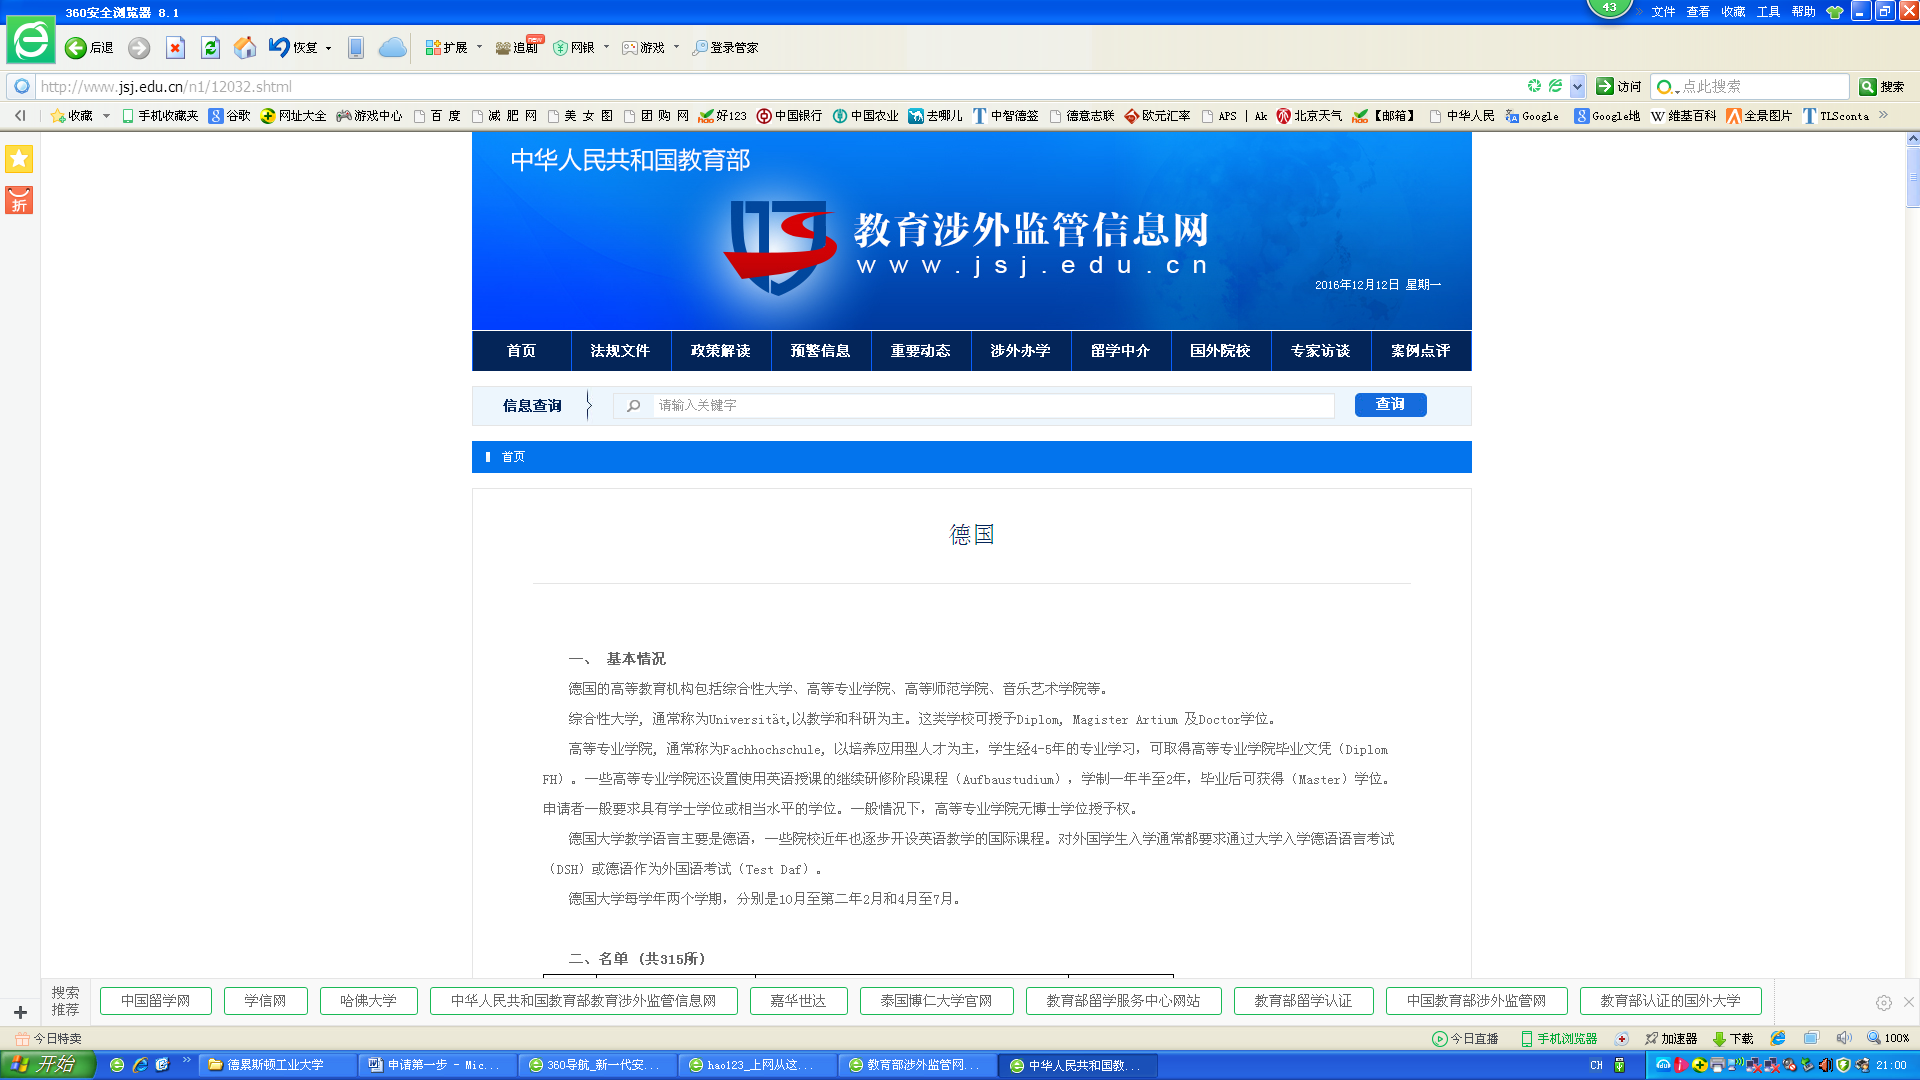 360安全浏览器 8.1
43
文件 查看 收藏 工具 帮助
后退 恢复 扩展 追剧 new 网银 游戏 登录管家
http://www.jsj.edu.cn/n1/12032.shtml
访问 点此搜索 搜索
收藏 手机收藏夹 谷歌 网址大全 游戏中心 百 度 减 肥 网 美 女 图 团 购 网 好123 中国银行 中国农业 去哪儿 中智德签 德意志联 欧元汇率 APS | Ak 北京天气 【邮箱】 中华人民 Google Google地 维基百科 全景图片 TLSconta
折
中华人民共和国教育部
教育涉外监管信息网
www.jsj.edu.cn
2016年12月12日 星期一
首页 法规文件 政策解读 预警信息 重要动态 涉外办学 留学中介 国外院校 专家访谈 案例点评
信息查询 请输入关键字 查询
首页
德国
一、 基本情况
德国的高等教育机构包括综合性大学、高等专业学院、高等师范学院、音乐艺术学院等。
综合性大学, 通常称为Universität,以教学和科研为主。这类学校可授予Diplom, Magister Artium 及Doctor学位。
高等专业学院, 通常称为Fachhochschule, 以培养应用型人才为主，学生经4-5年的专业学习，可取得高等专业学院毕业文凭（Diplom
FH）。一些高等专业学院还设置使用英语授课的继续研修阶段课程（Aufbaustudium），学制一年半至2年，毕业后可获得（Master）学位。
申请者一般要求具有学士学位或相当水平的学位。一般情况下，高等专业学院无博士学位授予权。
德国大学教学语言主要是德语，一些院校近年也逐步开设英语教学的国际课程。对外国学生入学通常都要求通过大学入学德语语言考试
（DSH）或德语作为外国语考试（Test Daf）。
德国大学每学年两个学期，分别是10月至第二年2月和4月至7月。
二、名单 (共315所)
搜索
推荐
中国留学网 学信网 哈佛大学 中华人民共和国教育部教育涉外监管信息网 嘉华世达 泰国博仁大学官网 教育部留学服务中心网站 教育部留学认证 中国教育部涉外监管网 教育部认证的国外大学
今日特卖 今日直播 手机浏览器 加速器 下载 100%
开始 德累斯顿工业大学 申请第一步 - Mic... 360导航_新一代安... hao123_上网从这... 教育部涉外监管网... 中华人民共和国教... CH 21:00